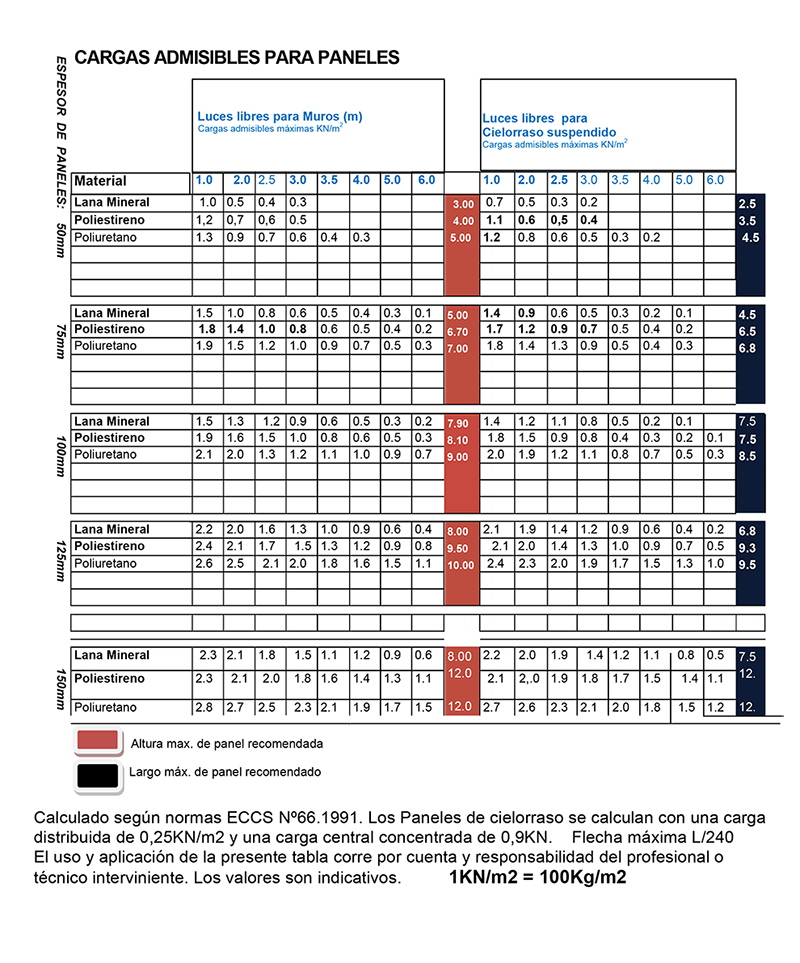 CARGAS ADMISIBLES PARA PANELES
ESPESOR DE PANELES:
Luces libres para Muros (m)
Cargas admisibles máximas KN/m2
Luces libres para
Cielorraso suspendido
Cargas admisibles máximas KN/m2
Material 1.0 2.0 2.5 3.0 3.5 4.0 5.0 6.0 1.0 2.0 2.5 3.0 3.5 4.0 5.0 6.0
50mm
Lana Mineral 1.0 0.5 0.4 0.3 3.00 0.7 0.5 0.3 0.2 2.5
Poliestireno 1,2 0,7 0,6 0.5 4.00 1.1 0.6 0,5 0.4 3.5
Poliuretano 1.3 0.9 0.7 0.6 0.4 0.3 5.00 1.2 0.8 0.6 0.5 0.3 0.2 4.5
75mm
Lana Mineral 1.5 1.0 0.8 0.6 0.5 0.4 0.3 0.1 5.00 1.4 0.9 0.6 0.5 0.3 0.2 0.1 4.5
Poliestireno 1.8 1.4 1.0 0.8 0.6 0.5 0.4 0.2 6.70 1.7 1.2 0.9 0.7 0.5 0.4 0.2 6.5
Poliuretano 1.9 1.5 1.2 1.0 0.9 0.7 0.5 0.3 7.00 1.8 1.4 1.3 0.9 0.5 0.4 0.3 6.8
100mm
Lana Mineral 1.5 1.3 1.2 0.9 0.6 0.5 0.3 0.2 7.90 1.4 1.2 1.1 0.8 0.5 0.2 0.1 7.5
Poliestireno 1.9 1.6 1.5 1.0 0.8 0.6 0.5 0.3 8.10 1.8 1.5 0.9 0.8 0.4 0.3 0.2 0.1 7.5
Poliuretano 2.1 2.0 1.3 1.2 1.1 1.0 0.9 0.7 9.00 2.0 1.9 1.2 1.1 0.8 0.7 0.5 0.3 8.5
125mm
Lana Mineral 2.2 2.0 1.6 1.3 1.0 0.9 0.6 0.4 8.00 2.1 1.9 1.4 1.2 0.9 0.6 0.4 0.2 6.8
Poliestireno 2.4 2.1 1.7 1.5 1.3 1.2 0.9 0.8 9.50 2.1 2.0 1.4 1.3 1.0 0.9 0.7 0.5 9.3
Poliuretano 2.6 2.5 2.1 2.0 1.8 1.6 1.5 1.1 10.00 2.4 2.3 2.0 1.9 1.7 1.5 1.3 1.0 9.5
150mm
Lana Mineral 2.3 2.1 1.8 1.5 1.1 1.2 0.9 0.6 8.00 2.2 2.0 1.9 1.4 1.2 1.1 0.8 0.5 7.5
Poliestireno 2.3 2.1 2.0 1.8 1.6 1.4 1.3 1.1 12.0 2.1 2,.0 1.9 1.8 1.7 1.5 1.4 1.1 12.
Poliuretano 2.8 2.7 2.5 2.3 2.1 1.9 1.7 1.5 12.0 2.7 2.6 2.3 2.1 2.0 1.8 1.5 1.2 12.
Altura max. de panel recomendada
Largo máx. de panel recomendado
Calculado según normas ECCS Nº66.1991. Los Paneles de cielorraso se calculan con una carga
distribuida de 0,25KN/m2 y una carga central concentrada de 0,9KN. Flecha máxima L/240
El uso y aplicación de la presente tabla corre por cuenta y responsabilidad del profesional o
técnico interviniente. Los valores son indicativos. 1KN/m2 = 100Kg/m2